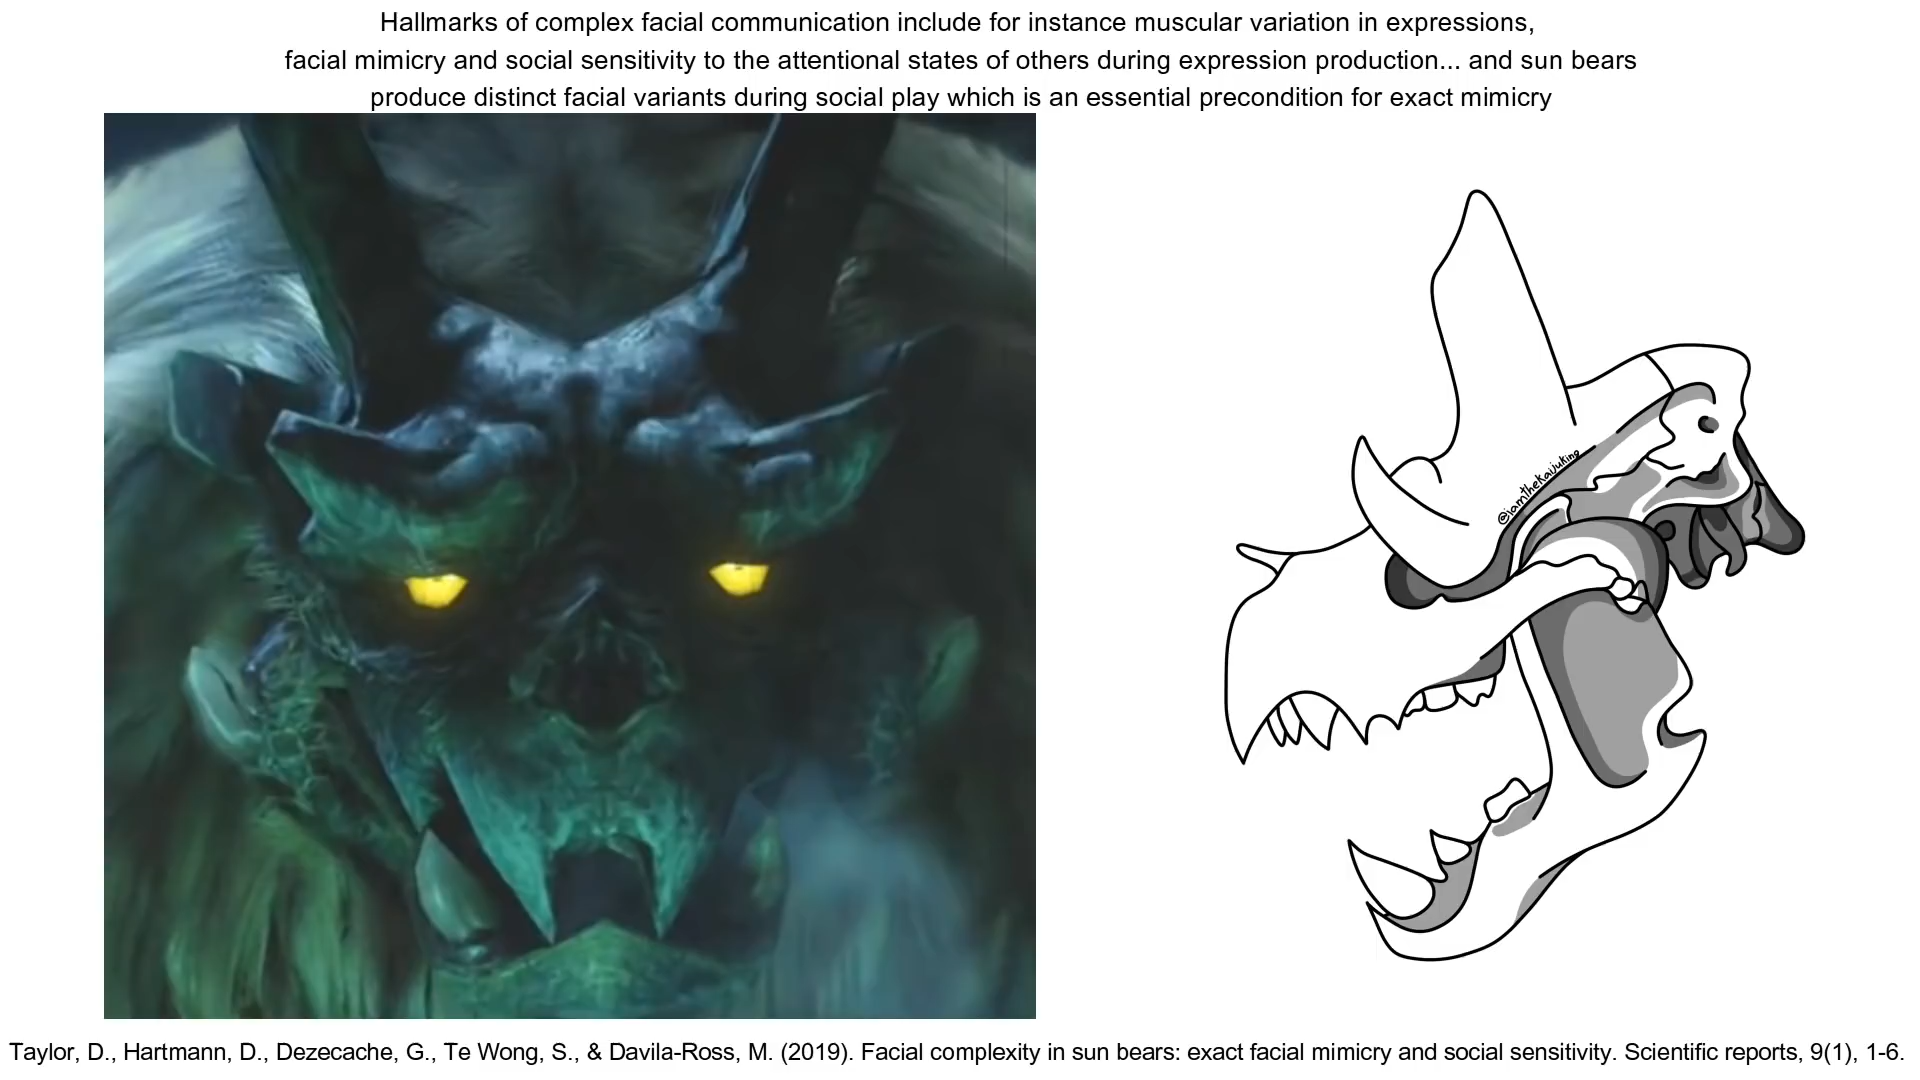 Hallmarks of complex facial communication include for instance muscular variation in expressions,
facial mimicry and social sensitivity to the attentional states of others during expression production... and sun bears
produce distinct facial variants during social play which is an essential precondition for exact mimicry
@iamthekaijuking
Taylor, D., Hartmann, D., Dezecache, G., Te Wong, S., & Davila-Ross, M. (2019). Facial complexity in sun bears: exact facial mimicry and social sensitivity. Scientific reports, 9(1), 1-6.